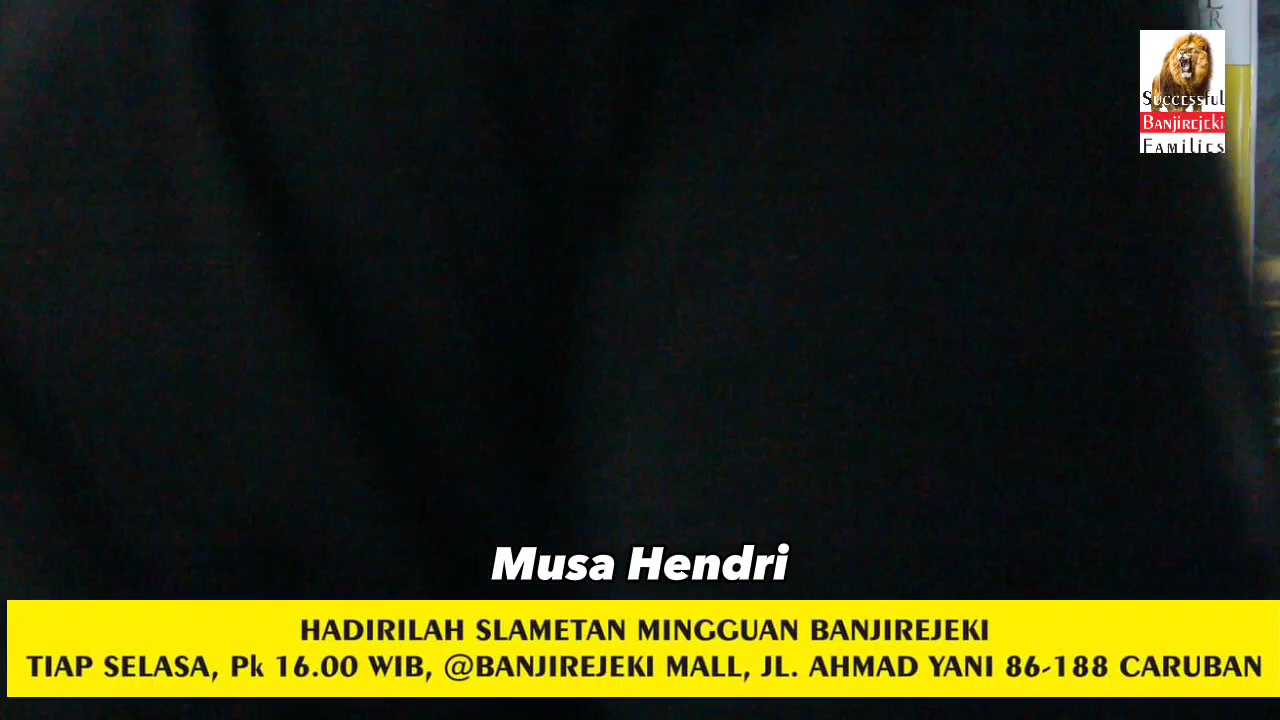 Successful
Banjirejeki
Families
Musa Hendri
HADIRILAH SLAMETAN MINGGUAN BANJIREJEKI
TIAP SELASA, Pk 16.00 WIB, @BANJIREJEKI MALL, JL. AHMAD YANI 86-188 CARUBAN